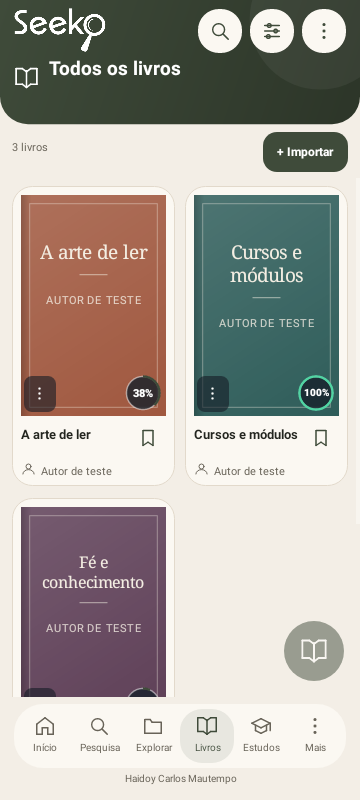 Seeko
Todos os livros
3 livros
+ Importar
A arte de ler
AUTOR DE TESTE
38%
A arte de ler
Autor de teste
Cursos e
módulos
AUTOR DE TESTE
100%
Cursos e módulos
Autor de teste
Fé e
conhecimento
AUTOR DE TESTE
Início
Pesquisa
Explorar
Livros
Estudos
Mais
Haidoy Carlos Mautempo